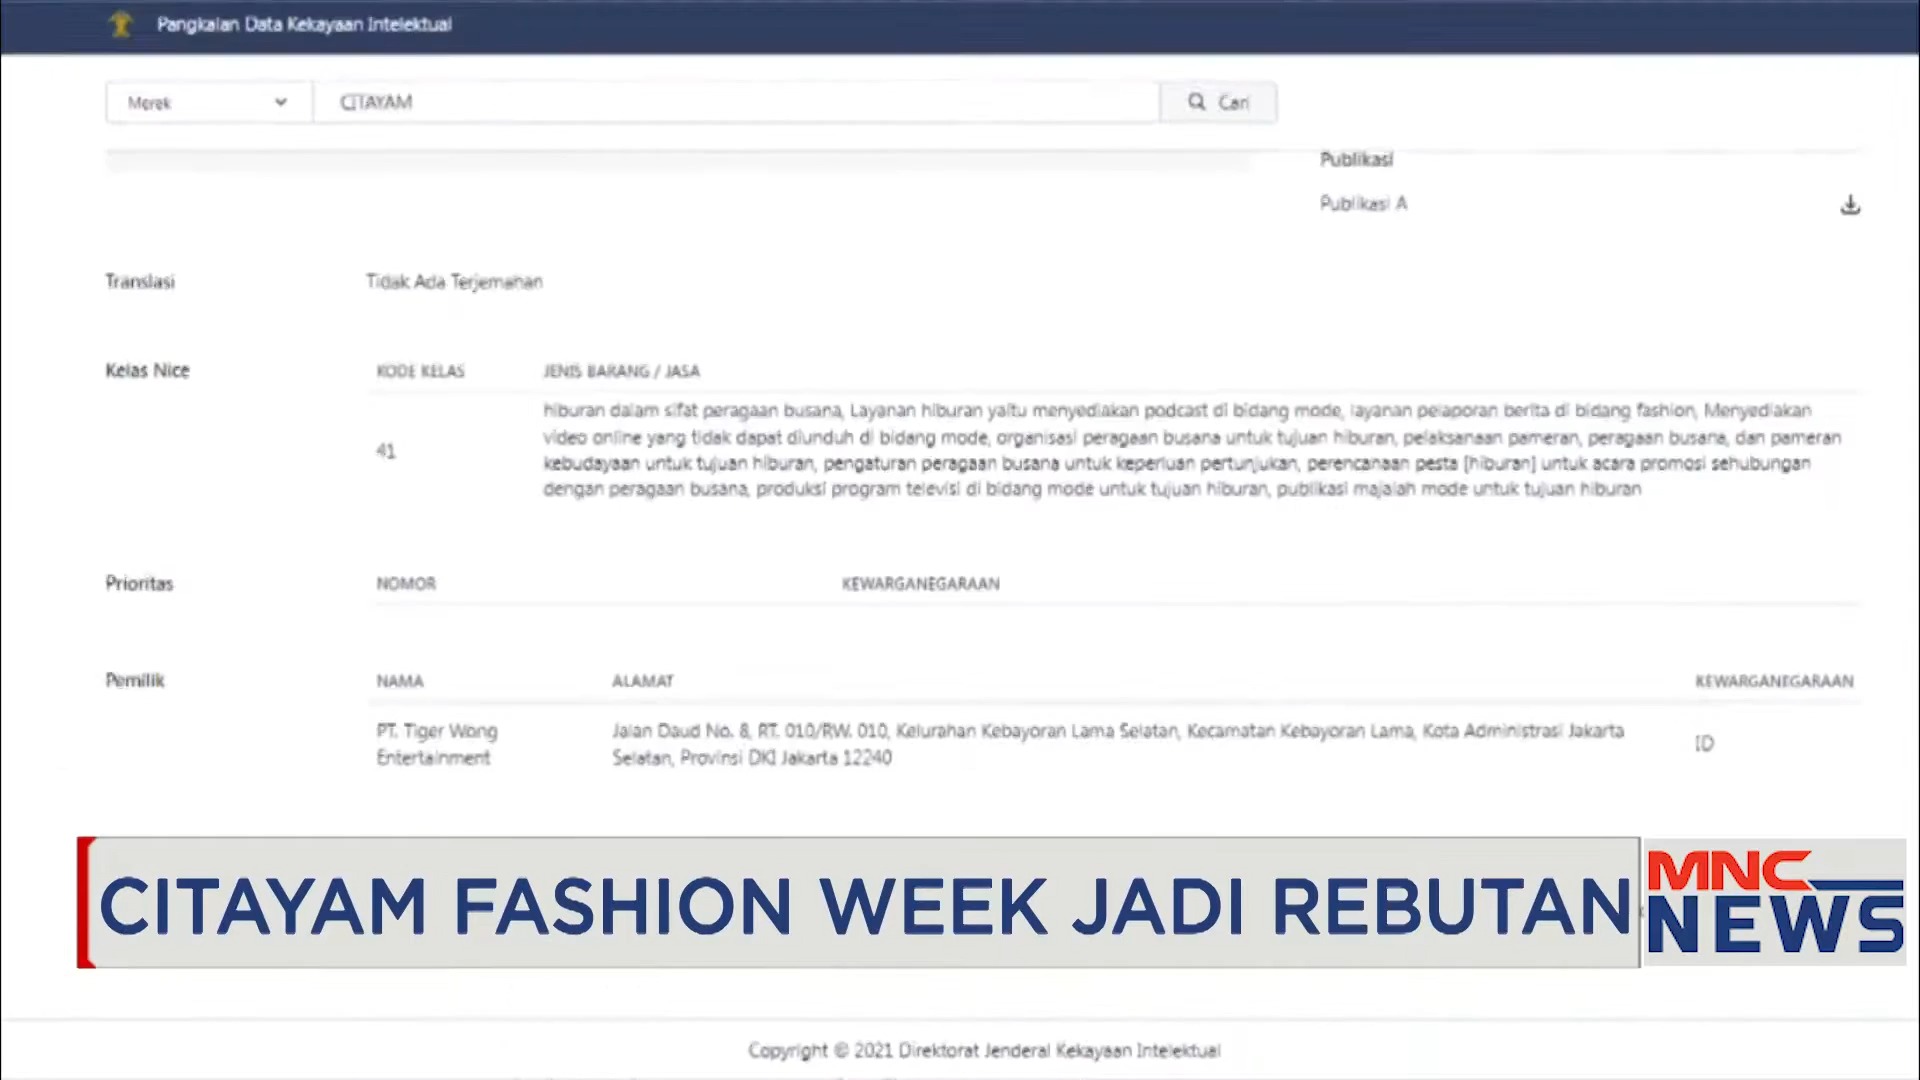 Pangkalan Data Kekayaan Intelektual
Merek
CITAYAM
Cari
Publikasi
Publikasi A
Translasi
Tidak Ada Terjemahan
Kelas Nice
KODE KELAS
JENIS BARANG / JASA
41
hiburan dalam sifat peragaan busana, Layanan hiburan yaitu menyediakan podcast di bidang mode, layanan pelaporan berita di bidang fashion, Menyediakan
video online yang tidak dapat diunduh di bidang mode, organisasi peragaan busana untuk tujuan hiburan, pelaksanaan pameran, peragaan busana, dan pameran
kebudayaan untuk tujuan hiburan, pengaturan peragaan busana untuk keperluan pertunjukan, perencanaan pesta [hiburan] untuk acara promosi sehubungan
dengan peragaan busana, produksi program televisi di bidang mode untuk tujuan hiburan, publikasi majalah mode untuk tujuan hiburan
Prioritas
NOMOR
KEWARGANEGARAAN
Pemilik
NAMA
ALAMAT
KEWARGANEGARAAN
PT. Tiger Wong
Entertainment
Jalan Daud No. 8, RT. 010/RW. 010, Kelurahan Kebayoran Lama Selatan, Kecamatan Kebayoran Lama, Kota Administrasi Jakarta
Selatan, Provinsi DKI Jakarta 12240
ID
CITAYAM FASHION WEEK JADI REBUTAN
MNC
NEWS
Copyright © 2021 Direktorat Jenderal Kekayaan Intelektual